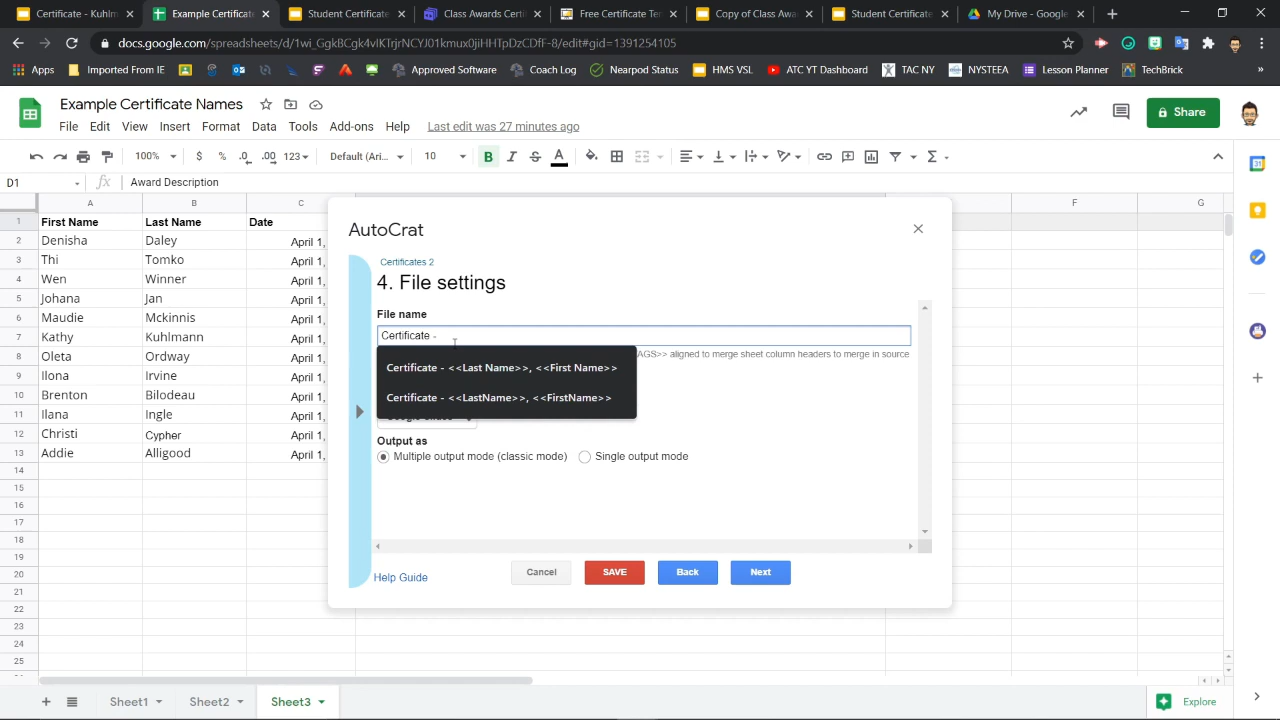 Certificates - Kuhlm
Example Certificate
Student Certificate
Class Awards Certi
Free Certificate Ter
Copy of Class Awa
Student Certificate
My Drive - Google
docs.google.com/spreadsheets/d/1wi_GgkBCgk4vIKTrjrNCYJ01kmux0jiHHTpDzCDfF-8/edit#gid=1391254105
Apps
Imported From IE
Approved Software
Coach Log
Nearpod Status
HMS VSL
ATC YT Dashboard
TAC NY
NYSTEEA
Lesson Planner
TechBrick
»
Example Certificate Names
File Edit View Insert Format Data Tools Add-ons Help Last edit was 27 minutes ago
Share
100% $ % .0 .00 123 Default (Ari... 10 B I S A
D1 fx Award Description
A B C F G
1 First Name Last Name Date
2 Denisha Daley April 1,
3 Thi Tomko April 1,
4 Wen Winner April 1,
5 Johana Jan April 1,
6 Maudie Mckinnis April 1,
7 Kathy Kuhlmann April 1,
8 Oleta Ordway April 1,
9 Ilona Irvine April 1,
10 Brenton Bilodeau April 1,
11 Ilana Ingle April 1,
12 Christi Cypher April 1,
13 Addie Alligood April 1,
14
15
16
17
18
19
20
21
22
23
24
25
AutoCrat
Certificates 2
4. File settings
File name
Certificate -
AGS>> aligned to merge sheet column headers to merge in source
Certificate - <<Last Name>>, <<First Name>>
Certificate - <<LastName>>, <<FirstName>>
Output as
Multiple output mode (classic mode)
Single output mode
Help Guide
Cancel
SAVE
Back
Next
Sheet1
Sheet2
Sheet3
Explore